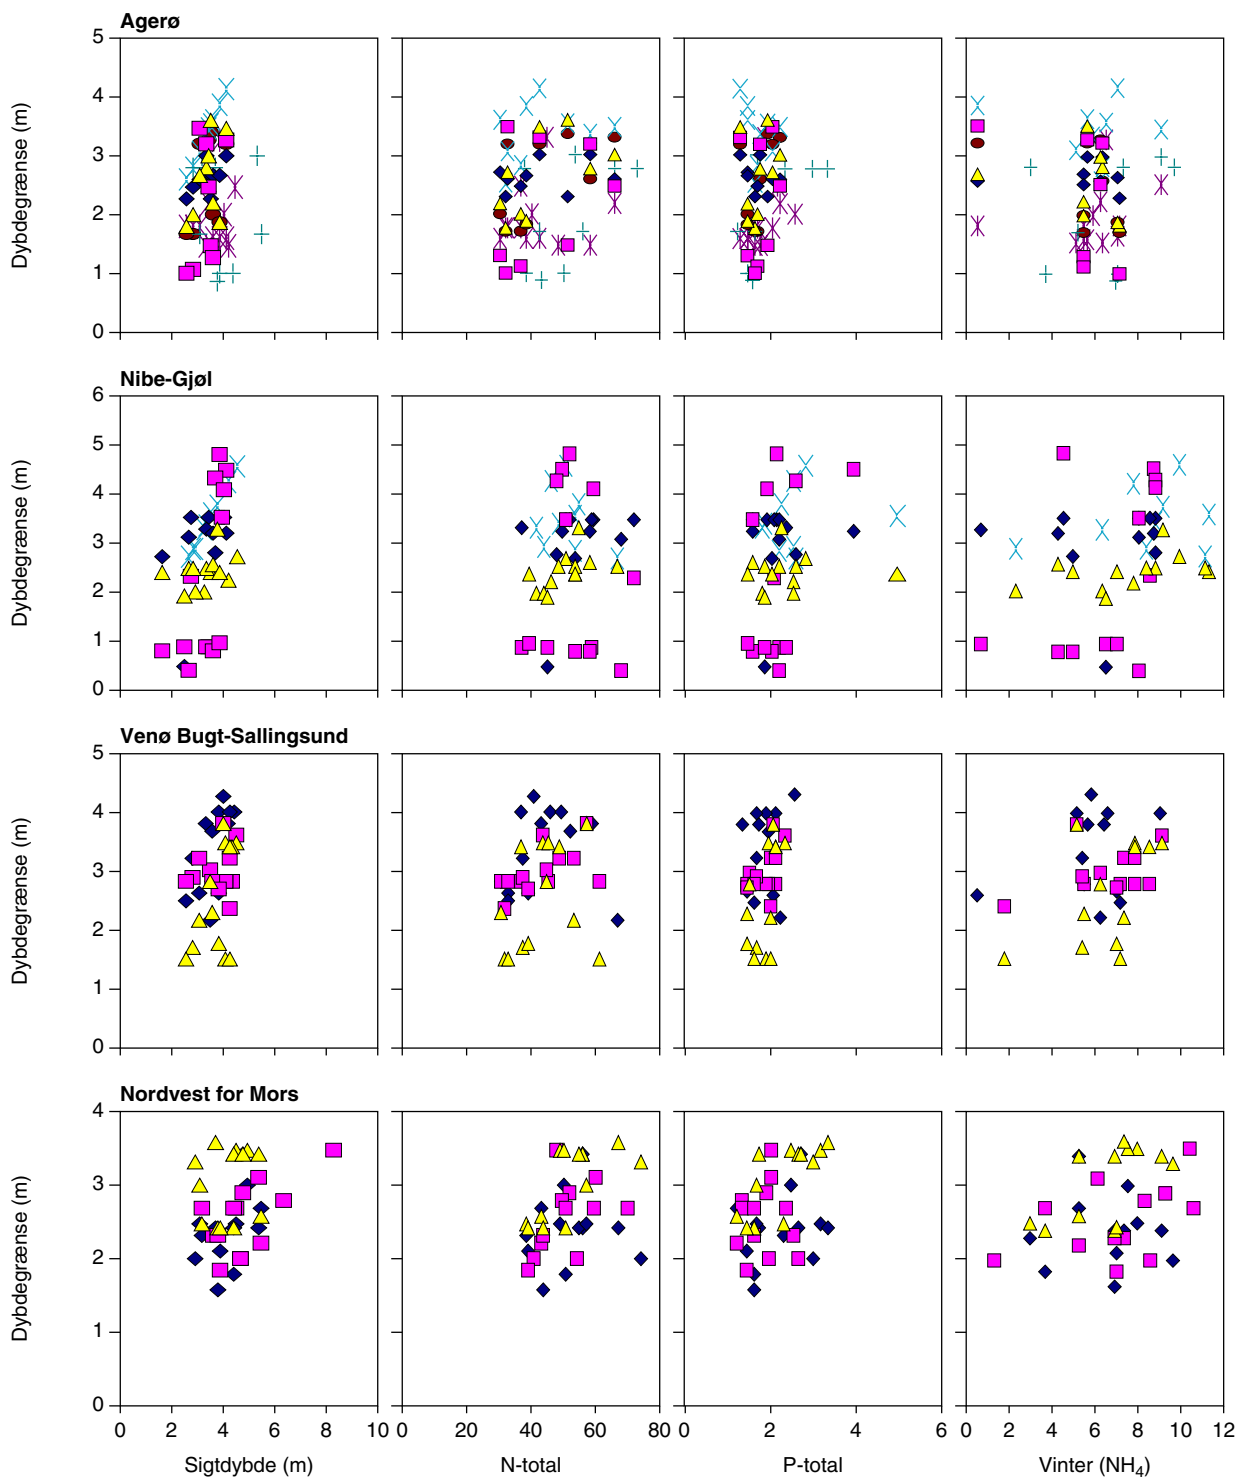 Agerø
Dybdegrænse (m)
5
4
3
2
1
0
Nibe-Gjøl
Dybdegrænse (m)
6
5
4
3
2
1
0
Venø Bugt-Sallingsund
Dybdegrænse (m)
5
4
3
2
1
0
Nordvest for Mors
Dybdegrænse (m)
4
3
2
1
0
0 2 4 6 8 10
0 20 40 60 80
0 2 4 6
0 2 4 6 8 10 12
Sigtdybde (m)
N-total
P-total
Vinter (NH₄)